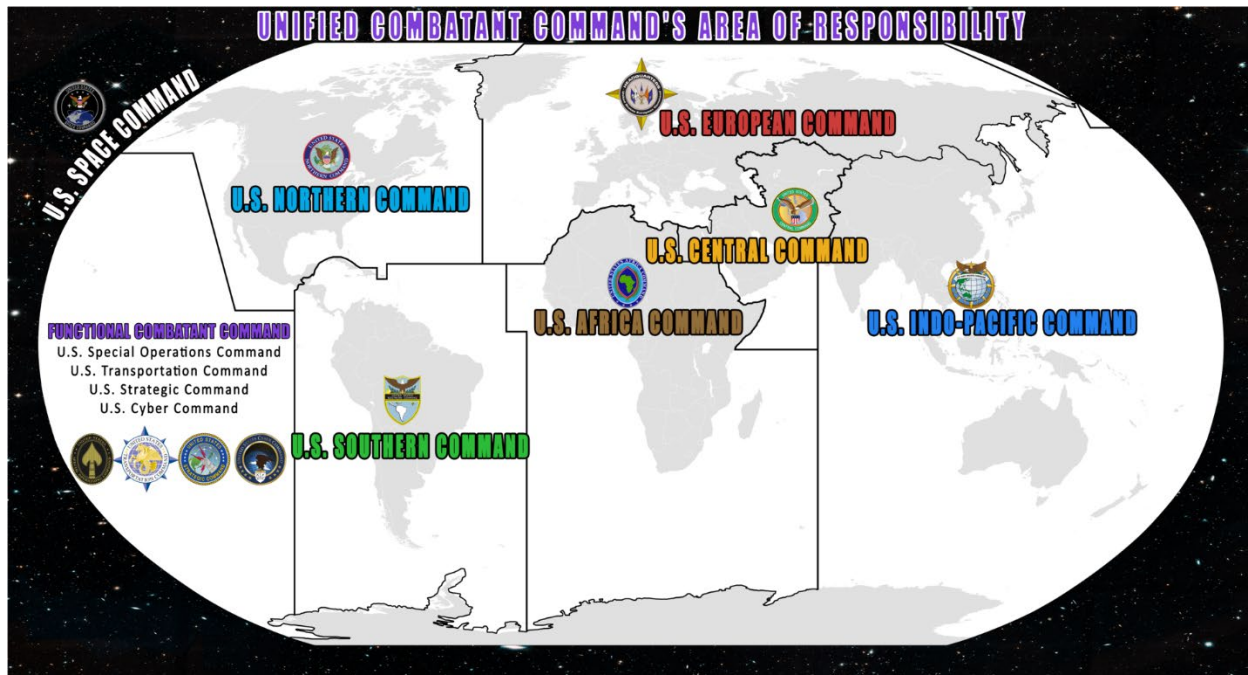 UNIFIED COMBATANT COMMAND'S AREA OF RESPONSIBILITY
U.S. SPACE COMMAND
U.S. EUROPEAN COMMAND
U.S. NORTHERN COMMAND
U.S. CENTRAL COMMAND
U.S. AFRICA COMMAND
U.S. INDO-PACIFIC COMMAND
FUNCTIONAL COMBATANT COMMAND
U.S. Special Operations Command
U.S. Transportation Command
U.S. Strategic Command
U.S. Cyber Command
U.S. SOUTHERN COMMAND